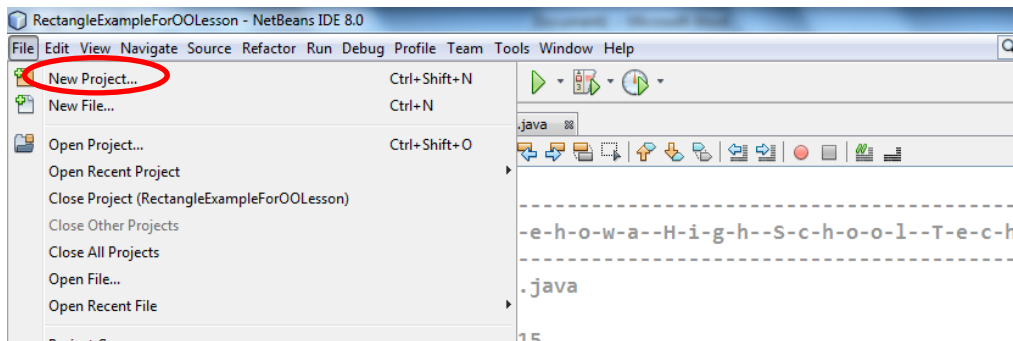 RectangleExampleForOOLesson - NetBeans IDE 8.0
File Edit View Navigate Source Refactor Run Debug Profile Team Tools Window Help
New Project... Ctrl+Shift+N
New File... Ctrl+N
.java
Open Project... Ctrl+Shift+O
Open Recent Project
Close Project (RectangleExampleForOOLesson)
Close Other Projects
-e-h-o-w-a--H-i-g-h--S-c-h-o-o-l--T-e-c-h
Close All Projects
Open File...
.java
Open Recent File
15